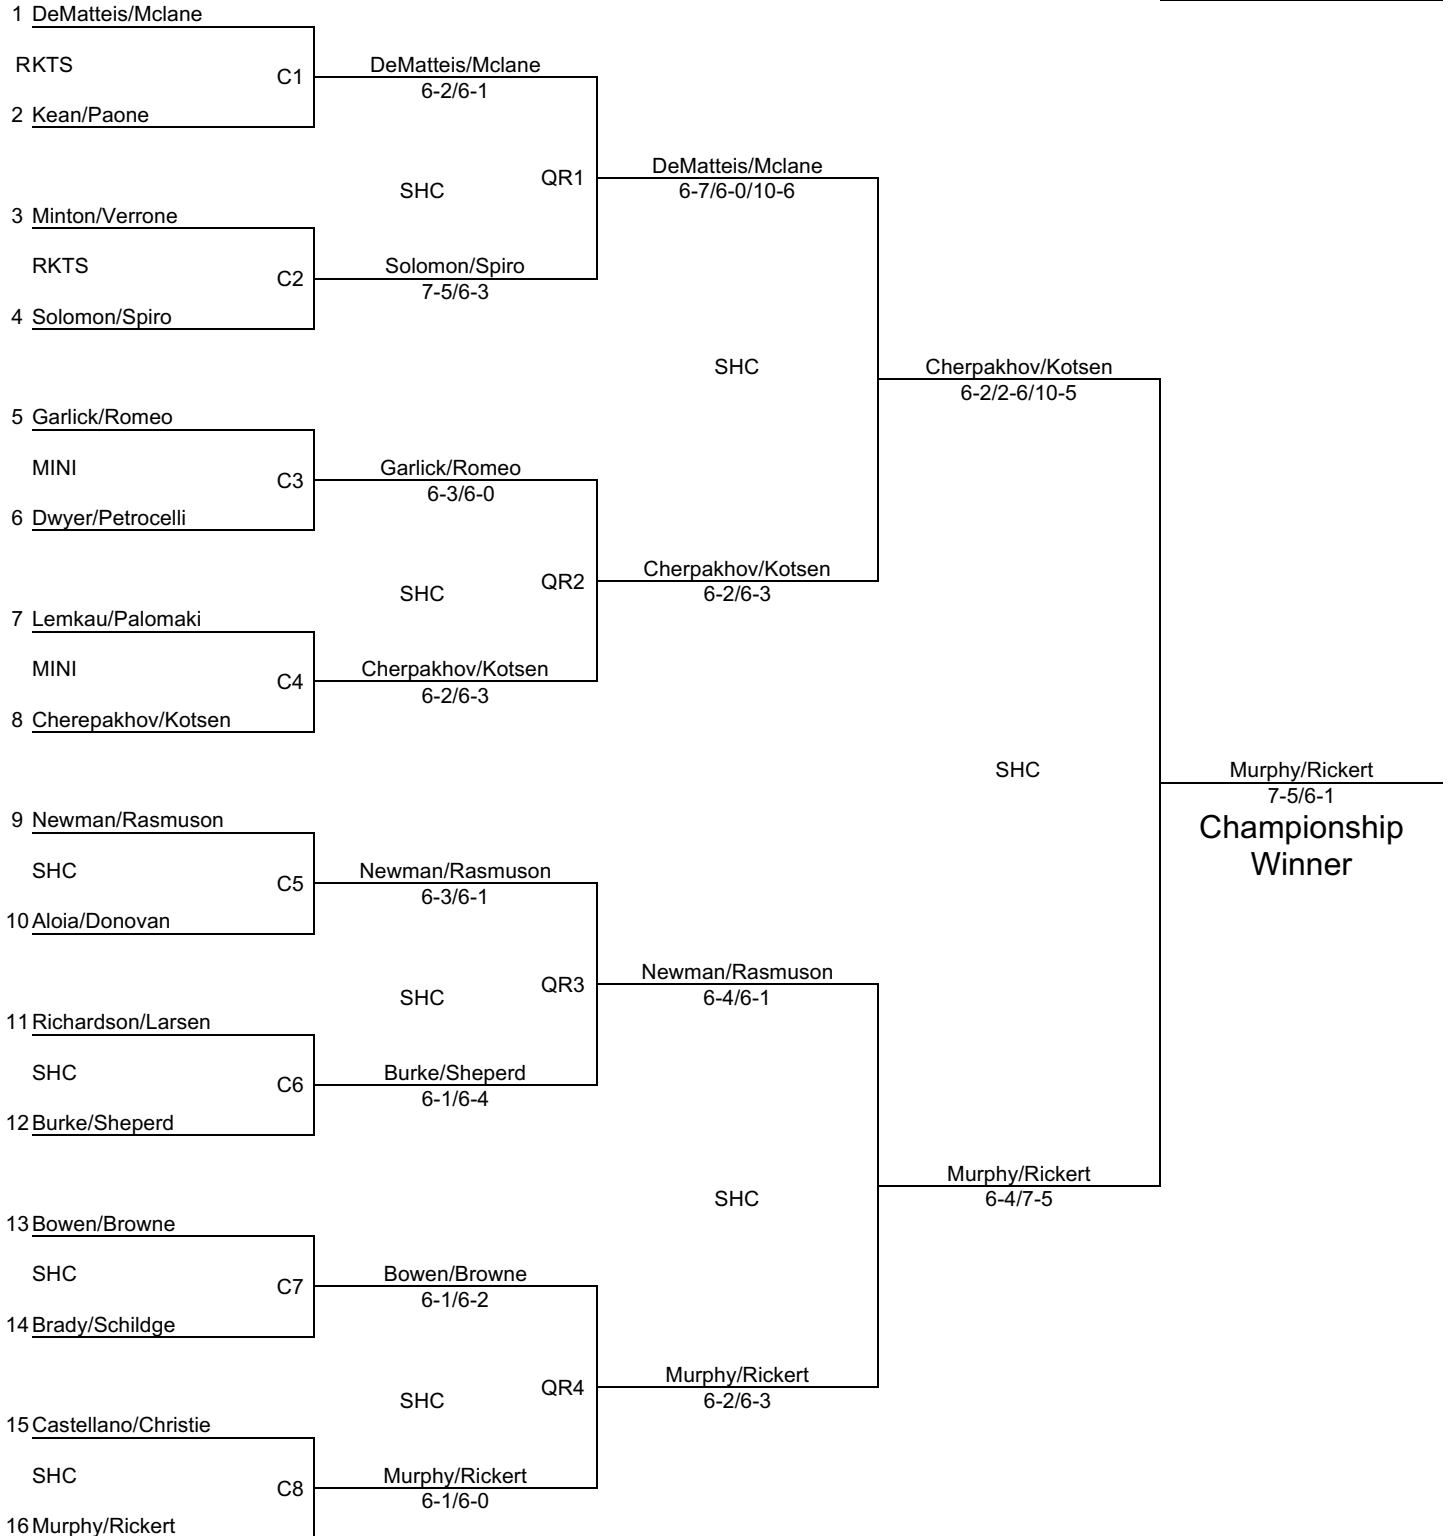 1 DeMatteis/Mclane
RKTS
C1
DeMatteis/Mclane
6-2/6-1
2 Kean/Paone
SHC
QR1
DeMatteis/Mclane
6-7/6-0/10-6
3 Minton/Verrone
RKTS
C2
Solomon/Spiro
7-5/6-3
4 Solomon/Spiro
SHC
Cherpakhov/Kotsen
6-2/2-6/10-5
5 Garlick/Romeo
MINI
C3
Garlick/Romeo
6-3/6-0
6 Dwyer/Petrocelli
SHC
QR2
Cherpakhov/Kotsen
6-2/6-3
7 Lemkau/Palomaki
MINI
C4
Cherpakhov/Kotsen
6-2/6-3
8 Cherepakhov/Kotsen
SHC
Murphy/Rickert
7-5/6-1
Championship
Winner
9 Newman/Rasmuson
SHC
C5
Newman/Rasmuson
6-3/6-1
10 Aloia/Donovan
SHC
QR3
Newman/Rasmuson
6-4/6-1
11 Richardson/Larsen
SHC
C6
Burke/Sheperd
6-1/6-4
12 Burke/Sheperd
SHC
Murphy/Rickert
6-4/7-5
13 Bowen/Browne
SHC
C7
Bowen/Browne
6-1/6-2
14 Brady/Schildge
SHC
QR4
Murphy/Rickert
6-2/6-3
15 Castellano/Christie
SHC
C8
Murphy/Rickert
6-1/6-0
16 Murphy/Rickert